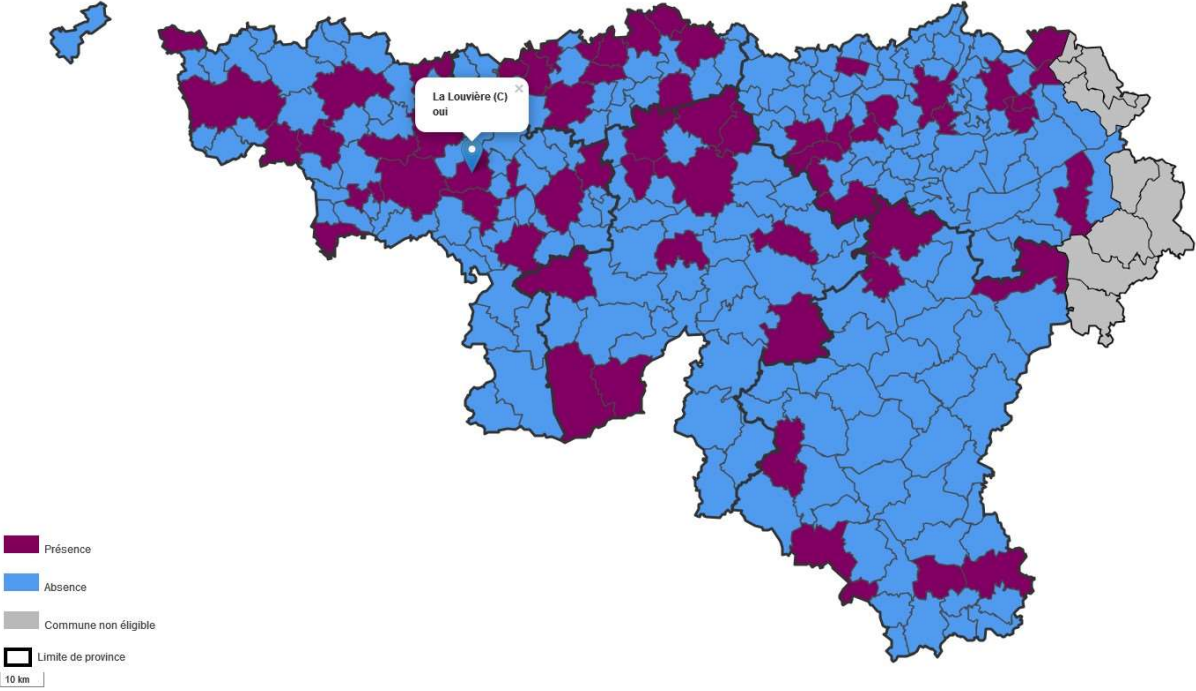 La Louvière (C)
×
oui
Présence
Absence
Commune non éligible
Limite de province
10 km